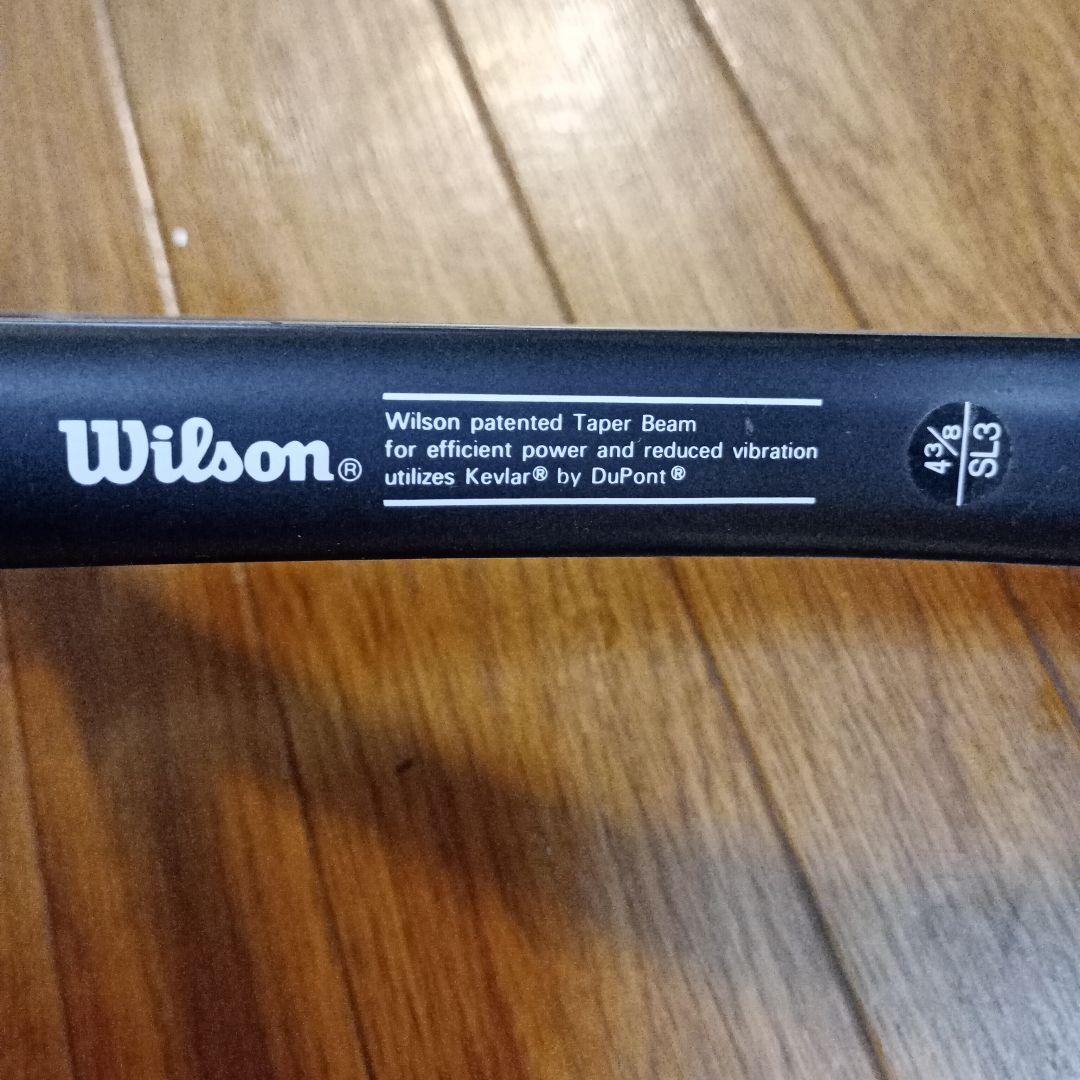 Wilson®
Wilson patented Taper Beam
for efficient power and reduced vibration
utilizes Kevlar® by DuPont®
4 3/8
SL3